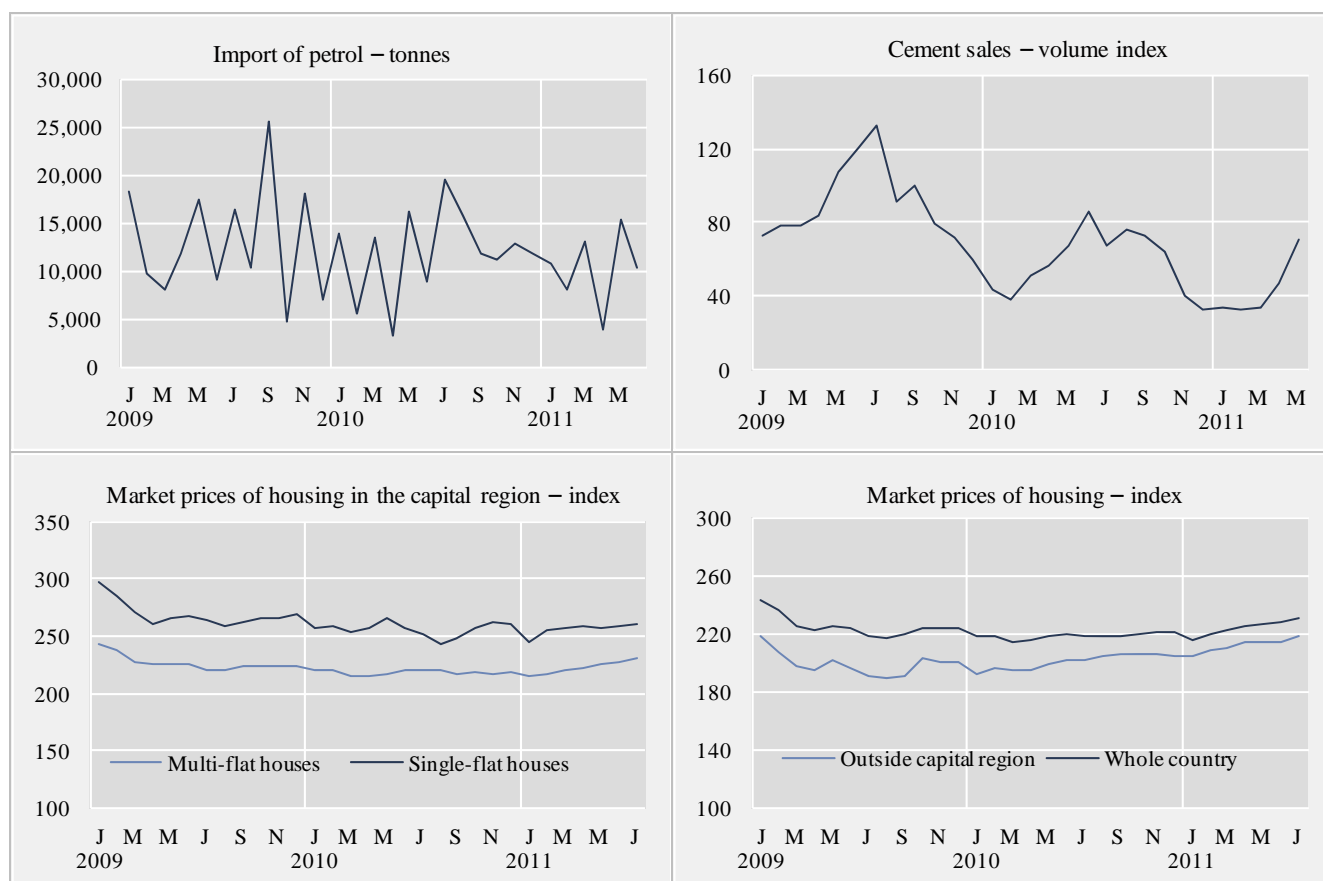 Import of petrol – tonnes
30,000
25,000
20,000
15,000
10,000
5,000
0
J M M J S N J M M J S N J M M
2009 2010 2011
Cement sales – volume index
160
120
80
40
0
J M M J S N J M M J S N J M M
2009 2010 2011
Market prices of housing in the capital region – index
350
300
250
200
150
100
Multi-flat houses Single-flat houses
J M M J S N J M M J S N J M M J
2009 2010 2011
Market prices of housing – index
300
260
220
180
140
100
Outside capital region Whole country
J M M J S N J M M J S N J M M J
2009 2010 2011